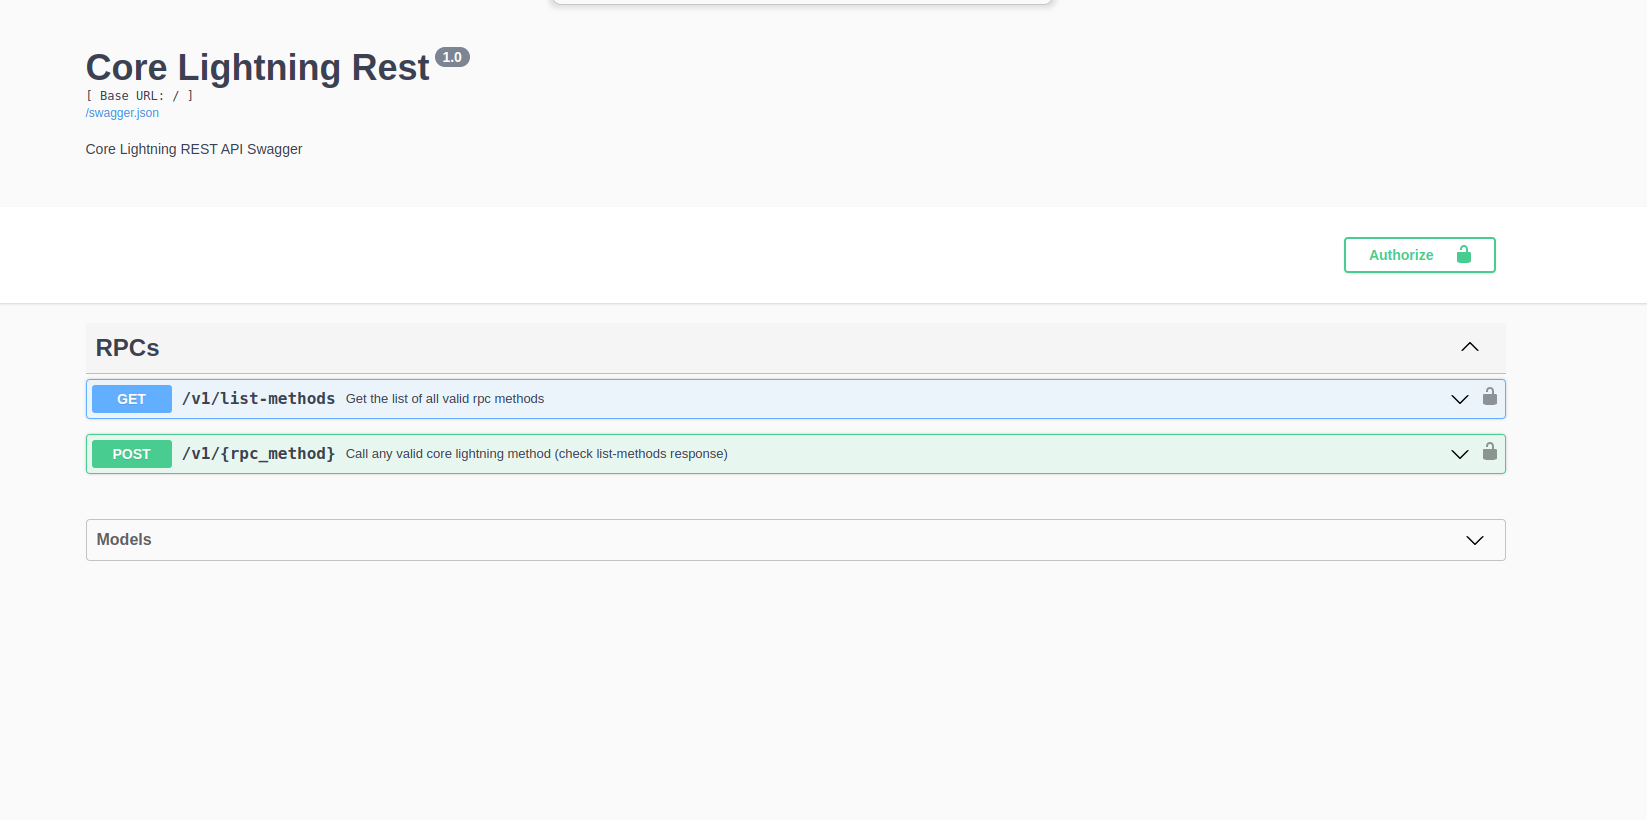 Core Lightning Rest 1.0
[ Base URL: / ]
/swagger.json
Core Lightning REST API Swagger
Authorize
RPCs
GET /v1/list-methods Get the list of all valid rpc methods
POST /v1/{rpc_method} Call any valid core lightning method (check list-methods response)
Models